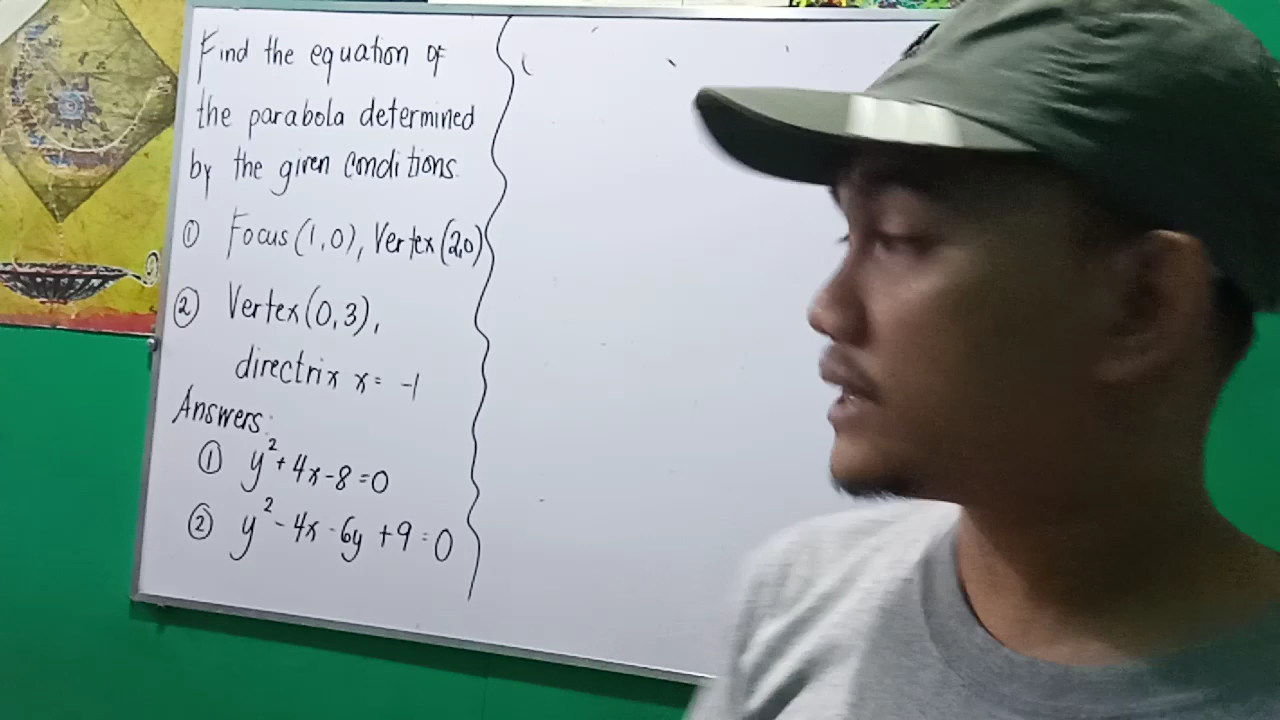 Find the equation of
the parabola determined
by the given conditions.
① Focus (1,0), Vertex (2,0)
② Vertex (0,3),
directrix x = -1
Answers:
① y² + 4x - 8 = 0
② y² - 4x - 6y + 9 = 0